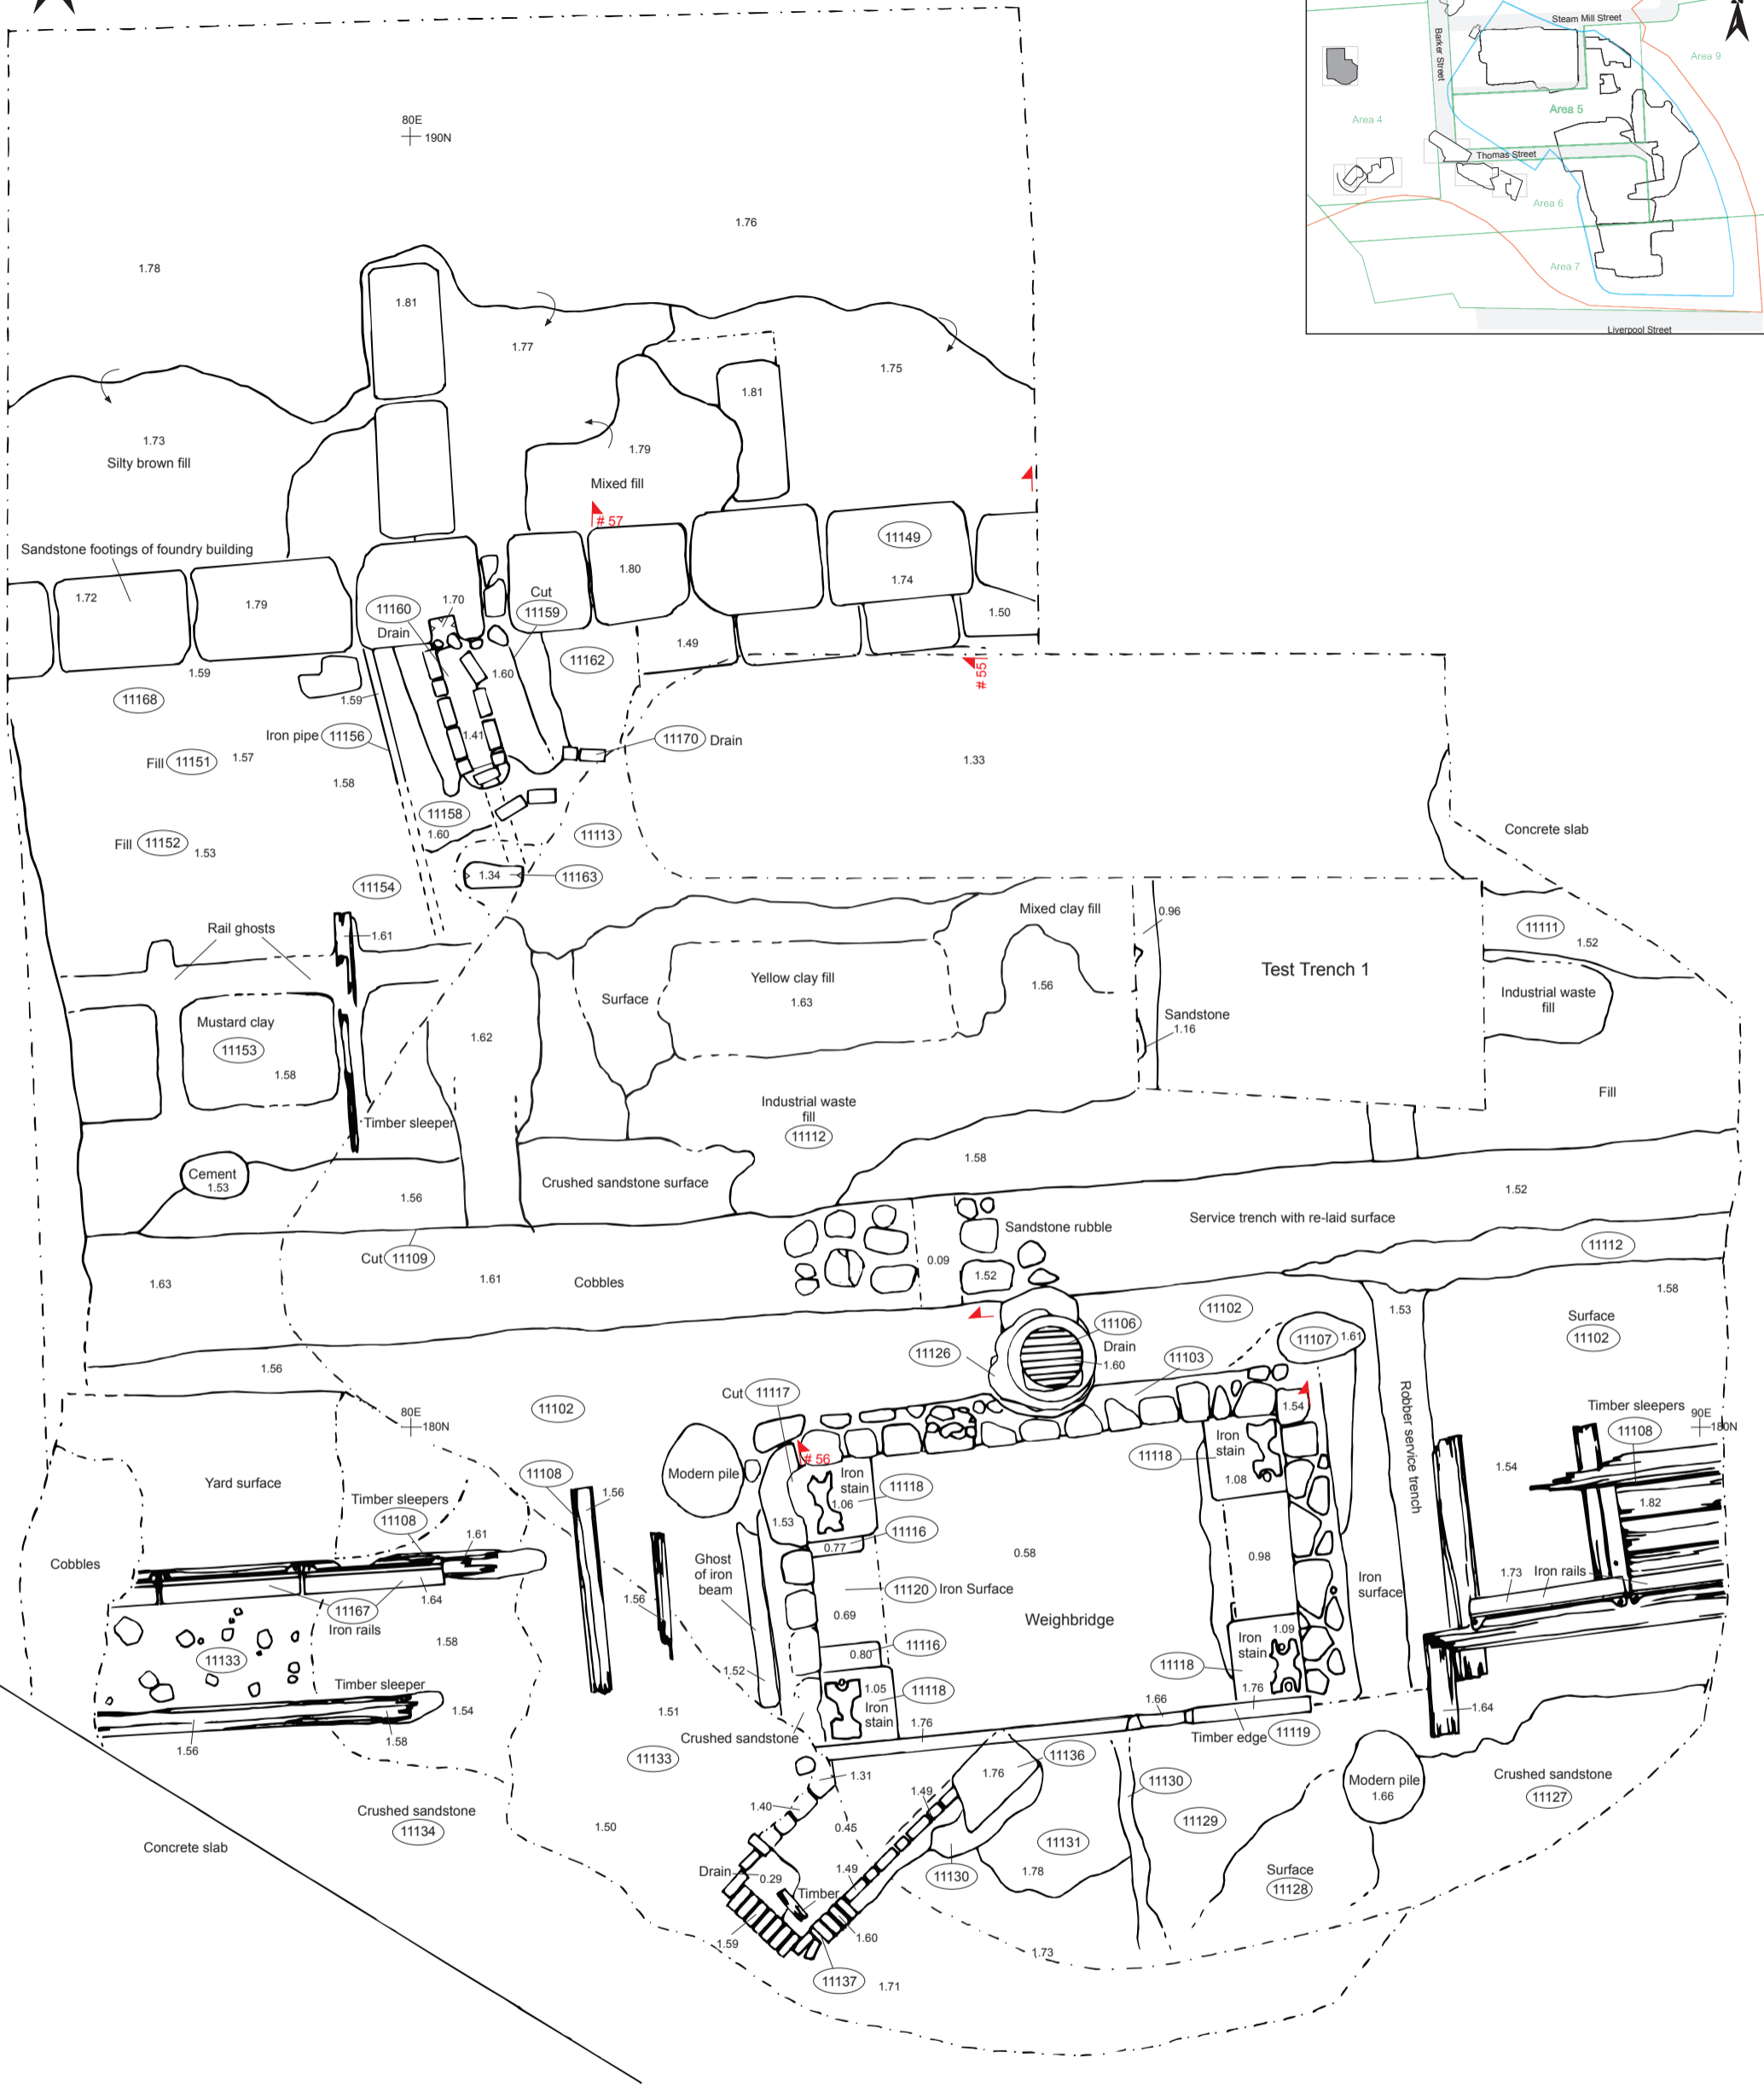 Steam Mill Street
Barker Street
Area 9
Area 5
Area 4
Thomas Street
Area 6
Area 7
Liverpool Street
80E
190N
1.76
1.78
1.81
1.77
1.75
1.81
1.73
Silty brown fill
1.79
Mixed fill
# 57
11149
Sandstone footings of foundry building
1.80
1.74
1.72
1.79
11160
1.70
Cut
11159
1.50
Drain
1.49
11162
1.59
1.60
# 55
11168
1.59
Iron pipe 11156
1.41
11170 Drain
Fill 11151
1.57
1.33
1.58
11158
1.60
11113
Concrete slab
Fill 11152
1.53
1.34
11163
11154
Mixed clay fill
0.96
11111
Rail ghosts
1.61
1.52
Yellow clay fill
1.63
Test Trench 1
1.56
Surface
Industrial waste
fill
Sandstone
1.16
Mustard clay
11153
1.62
1.58
Industrial waste
fill
11112
Fill
Timber sleeper
1.58
Cement
1.53
Crushed sandstone surface
1.56
1.52
Service trench with re-laid surface
Sandstone rubble
Cut 11109
11112
0.09
1.52
1.63
1.61
Cobbles
1.58
11102
1.53
Surface
11102
11106
Drain
1.60
11107
1.61
11126
11103
1.56
Cut 11117
11102
80E
180N
1.54
Robber service trench
Timber sleepers
11108
90E
180N
# 56
Iron
stain
11118
1.08
Modern pile
Iron
stain
1.06
11118
1.54
Yard surface
11108
1.56
Timber sleepers
11108
1.82
1.53
11116
0.77
1.61
Cobbles
Ghost
of iron
beam
0.58
0.98
Iron
surface
1.73
Iron rails
11120 Iron Surface
1.56
1.64
11167
Iron rails
0.69
Weighbridge
1.58
11133
1.09
Iron
stain
11118
11116
0.80
1.52
Timber sleeper
1.05
Iron
stain
11118
1.76
1.54
1.51
1.66
1.64
1.56
1.58
Crushed sandstone
1.76
Timber edge 11119
11133
11136
1.76
1.31
11130
Modern pile
1.66
Crushed sandstone
11127
1.49
1.40
Crushed sandstone
11134
1.50
0.45
11129
11131
Concrete slab
Drain
0.29
1.49
1.78
11130
Surface
11128
Timber
1.59
1.60
1.73
11137
1.71